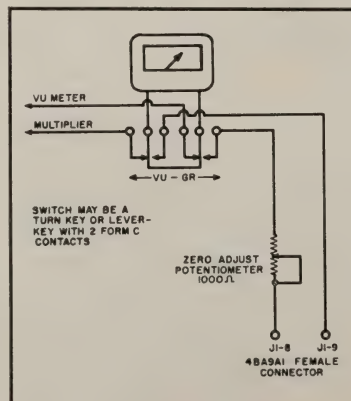 VU METER
MULTIPLIER
VU - GR
SWITCH MAY BE A
TURN KEY OR LEVER-
KEY WITH 2 FORM C
CONTACTS
ZERO ADJUST
POTENTIOMETER
1000Ω
J1-8 J1-9
4BA9A1 FEMALE
CONNECTOR